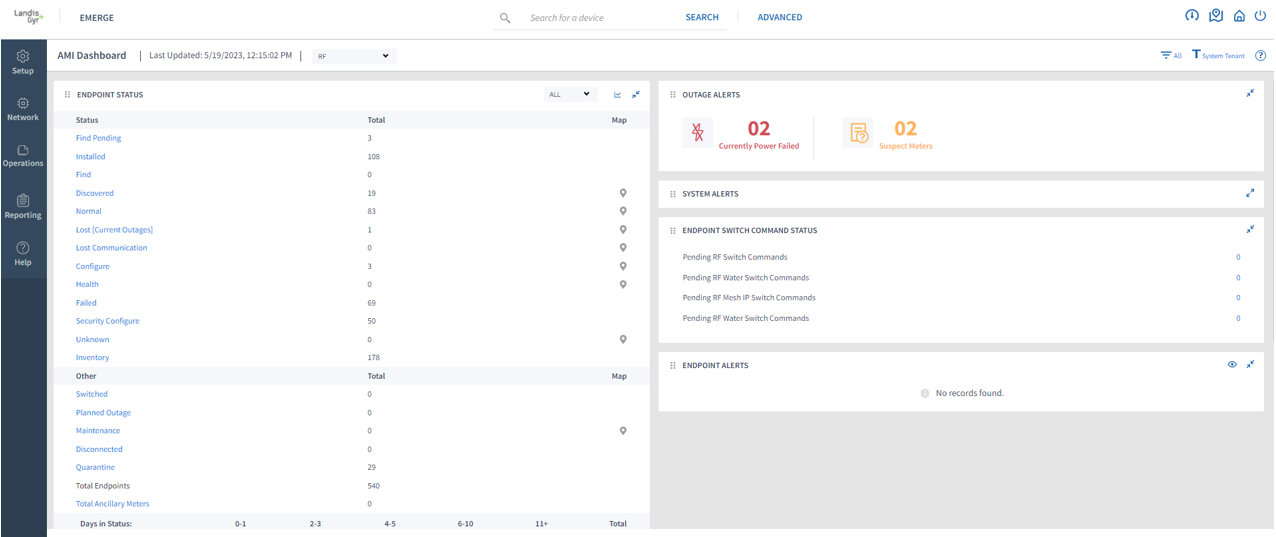 Landis Gyr+
EMERGE
Search for a device
SEARCH
ADVANCED
AMI Dashboard
Last Updated: 5/19/2023, 12:15:02 PM
RF
All
T System Tenant
Setup
Network
Operations
Reporting
Help
ENDPOINT STATUS
ALL
Status Total Map
Find Pending 3
Installed 108
Find 0
Discovered 19
Normal 83
Lost [Current Outages] 1
Lost Communication 0
Configure 3
Health 0
Failed 69
Security Configure 50
Unknown 0
Inventory 178
Other Total Map
Switched 0
Planned Outage 0
Maintenance 0
Disconnected 0
Quarantine 29
Total Endpoints 540
Total Ancillary Meters 0
Days in Status: 0-1 2-3 4-5 6-10 11+ Total
OUTAGE ALERTS
02
Currently Power Failed
02
Suspect Meters
SYSTEM ALERTS
ENDPOINT SWITCH COMMAND STATUS
Pending RF Switch Commands 0
Pending RF Water Switch Commands 0
Pending RF Mesh IP Switch Commands 0
Pending RF Water Switch Commands 0
ENDPOINT ALERTS
No records found.